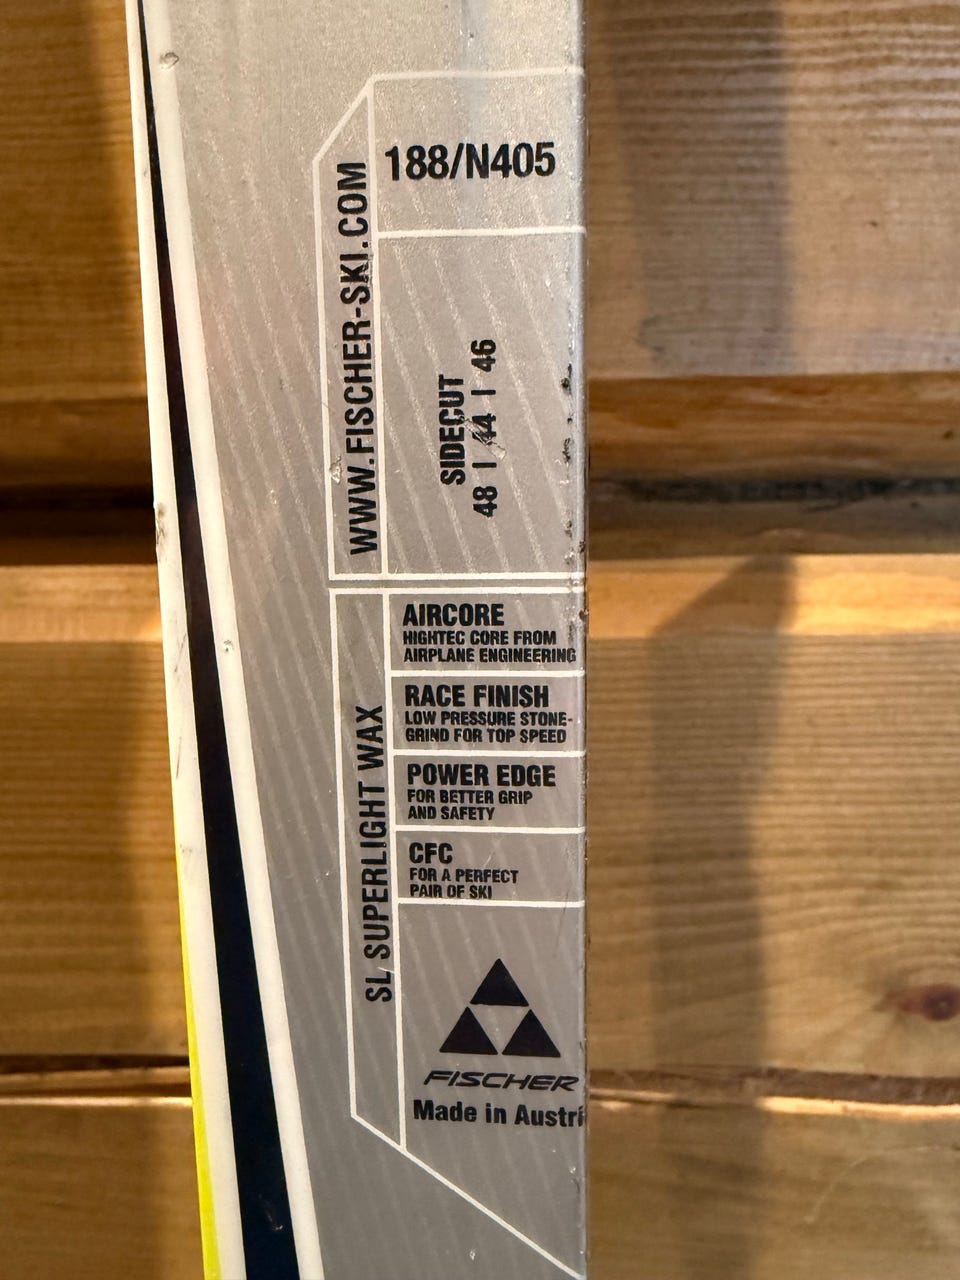 188/N405
WWW.FISCHER-SKI.COM
SIDECUT
48 | 44 | 46
AIRCORE
HIGHTEC CORE FROM
AIRPLANE ENGINEERING
RACE FINISH
LOW PRESSURE STONE-
GRIND FOR TOP SPEED
POWER EDGE
FOR BETTER GRIP
AND SAFETY
CFC
FOR A PERFECT
PAIR OF SKI
SL SUPERLIGHT WAX
FISCHER
Made in Austri